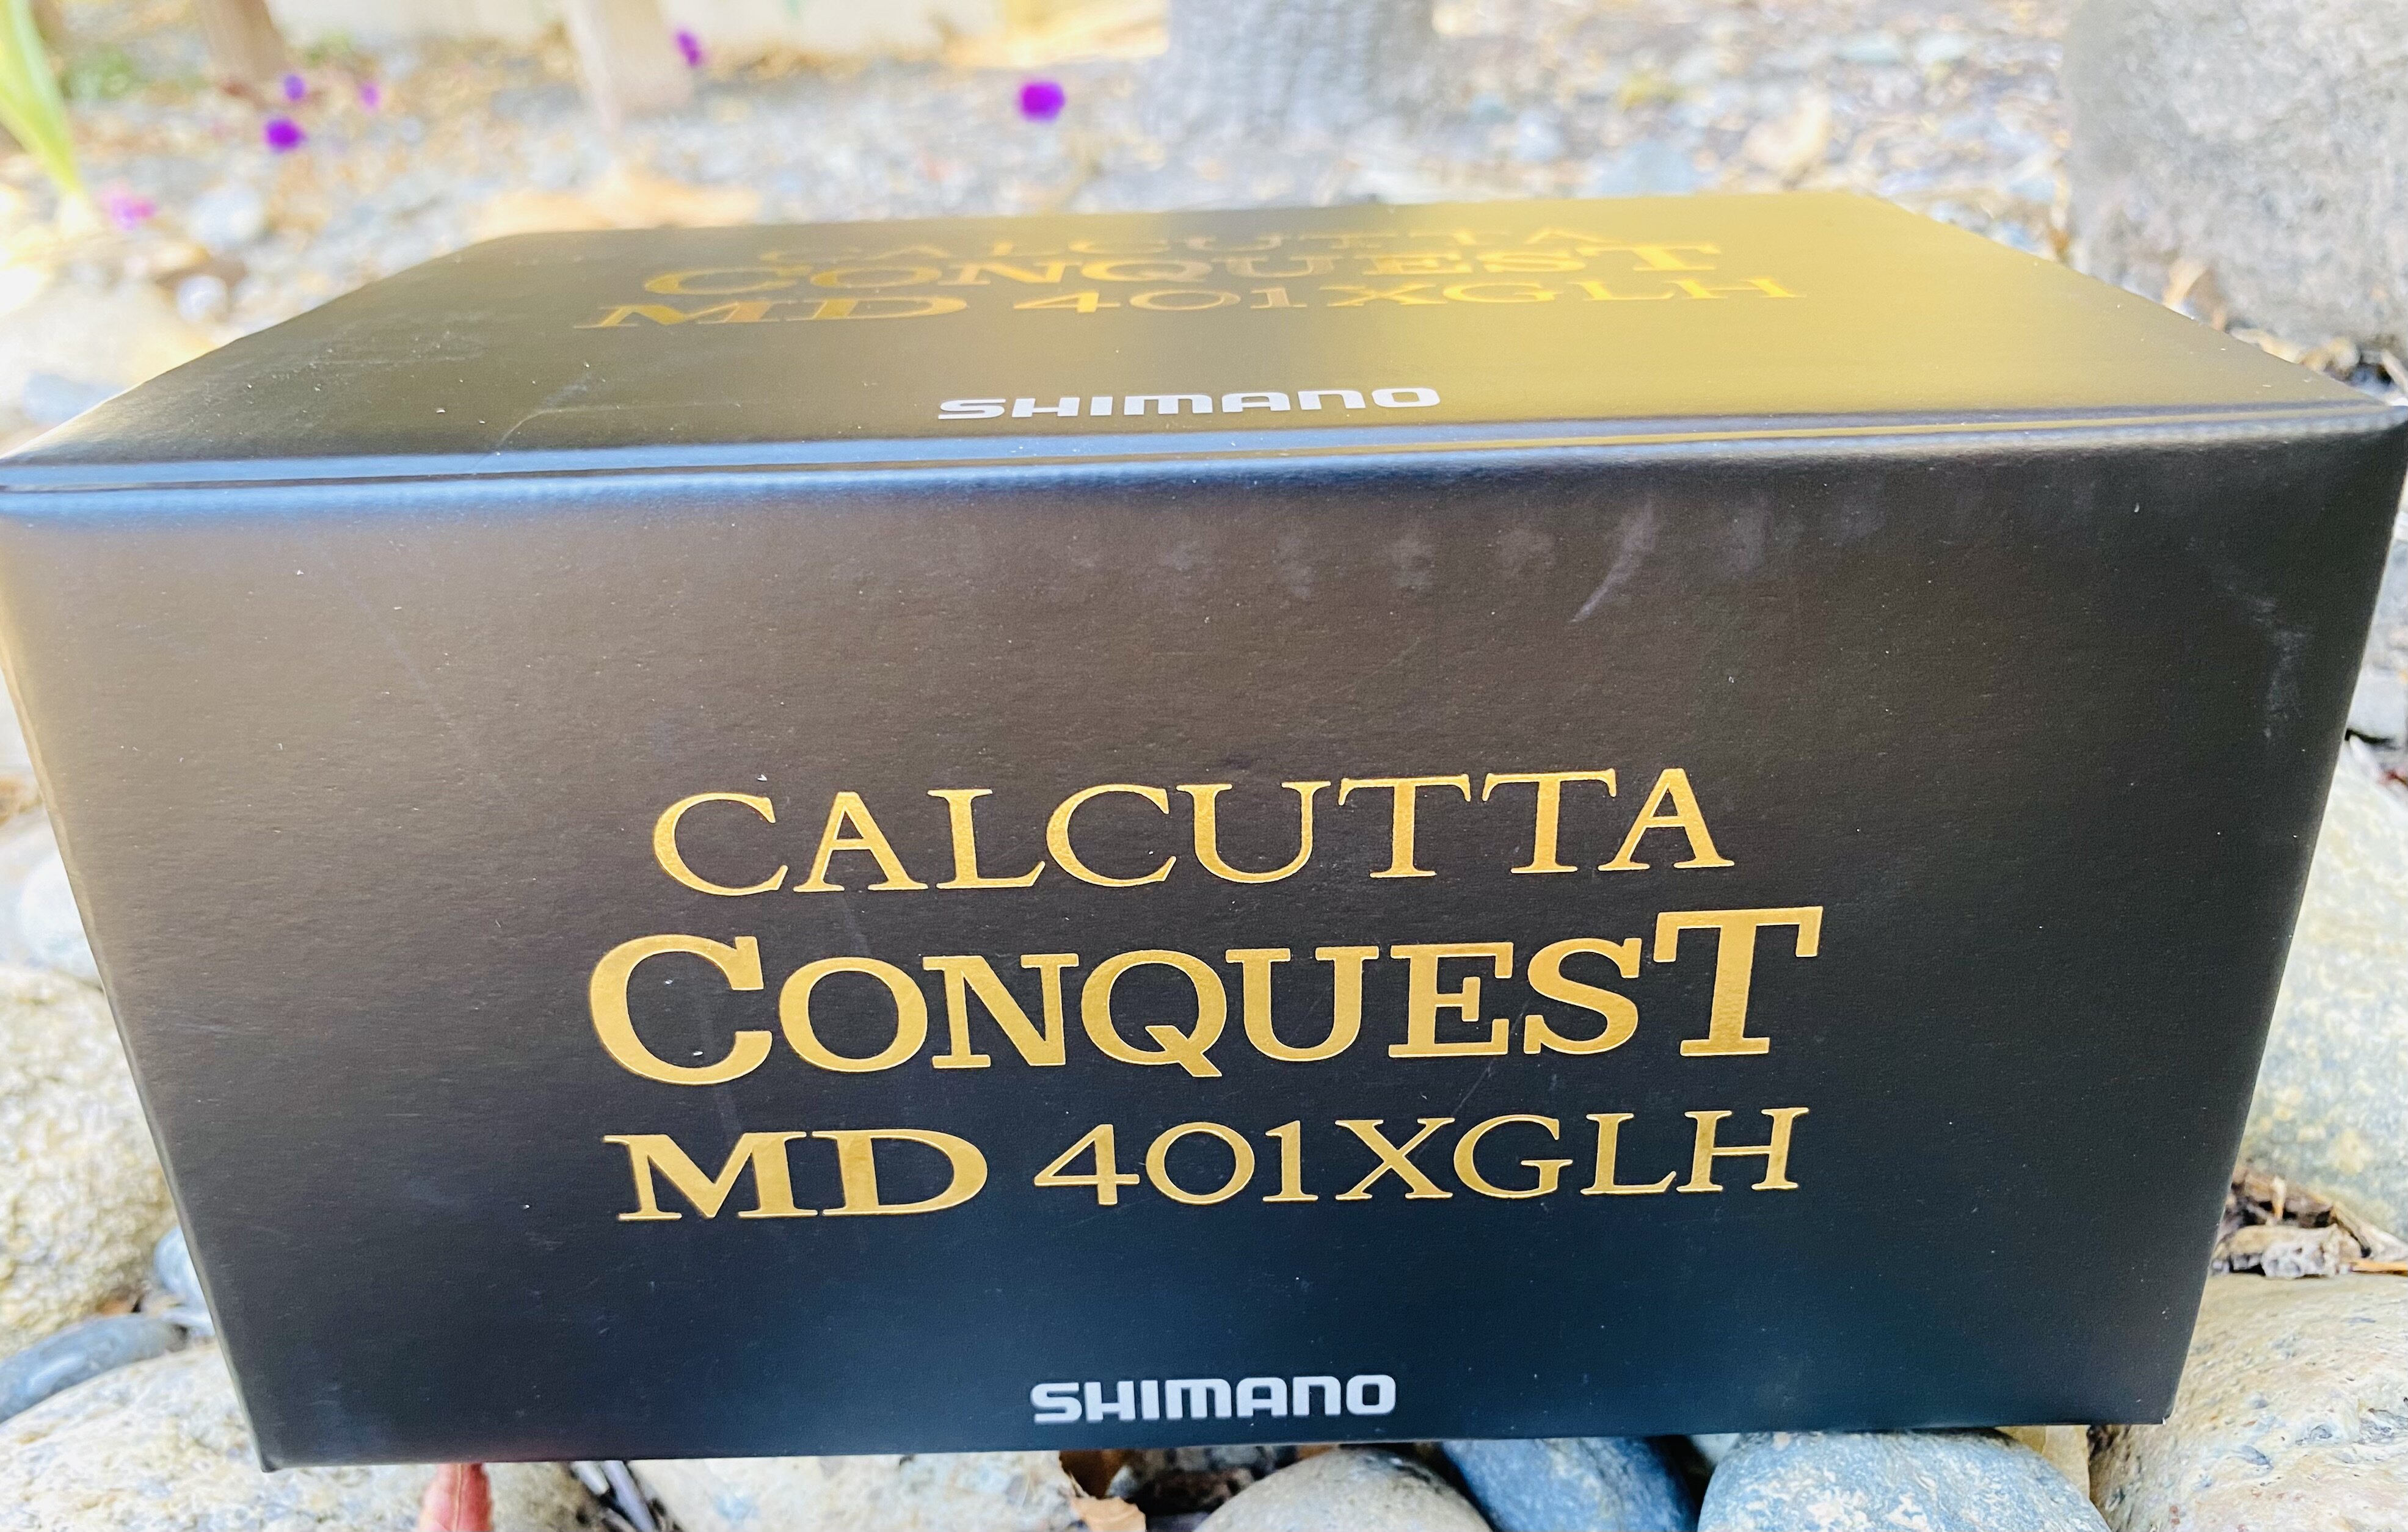 CALCUTTA
CONQUEST
MD 401XGLH
SHIMANO
CALCUTTA
CONQUEST
MD 401XGLH
SHIMANO